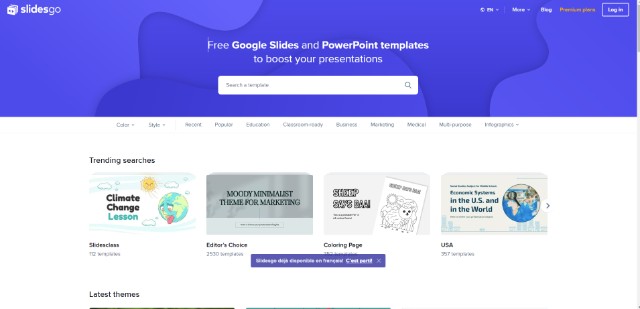 slidesgo
EN
More
Blog
Premium plans
Log in
Free Google Slides and PowerPoint templates
to boost your presentations
Search a template
Color
Style
Recent
Popular
Education
Classroom ready
Business
Marketing
Medical
Multi-purpose
Infographics
Trending searches
Climate
Change
Lesson
MOODY MINIMALIST
THEME FOR MARKETING
SHEEP
SAYS BAA!
Economic Systems
in the U.S. and
in the World
Slidesclass
112 templates
Editor's Choice
2530 templates
Coloring Page
USA
357 templates
Slidesgo déjà disponible en français! C'est parti!
Latest themes